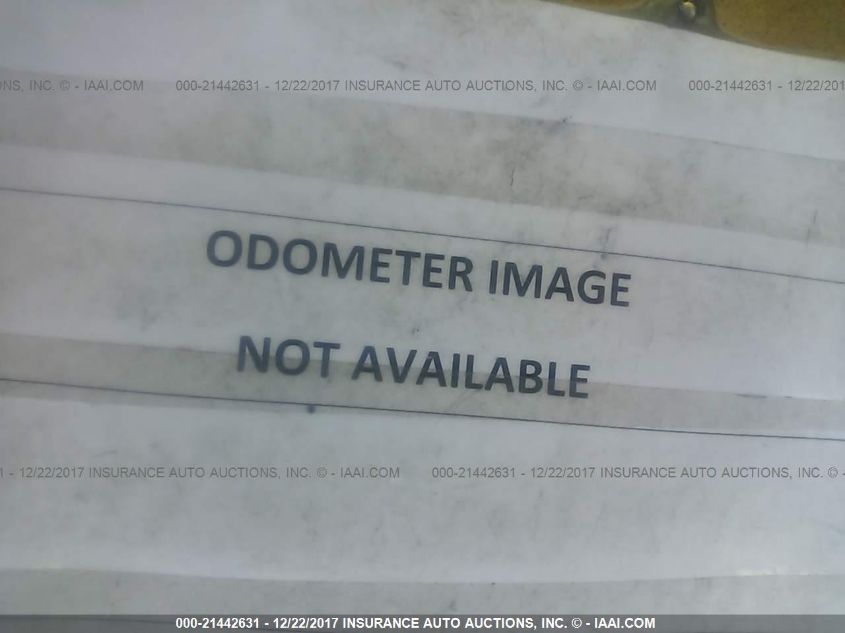 NS, INC. © - IAAI.COM 000-21442631 - 12/22/2017 INSURANCE AUTO AUCTIONS, INC. © - IAAI.COM 000-21442631 - 12/22/201
ODOMETER IMAGE
NOT AVAILABLE
- 12/22/2017 INSURANCE AUTO AUCTIONS, INC. © - IAAI.COM 000-21442631 - 12/22/2017 INSURANCE AUTO AUCTIONS, INC. © -
000-21442631 - 12/22/2017 INSURANCE AUTO AUCTIONS, INC. © - IAAI.COM